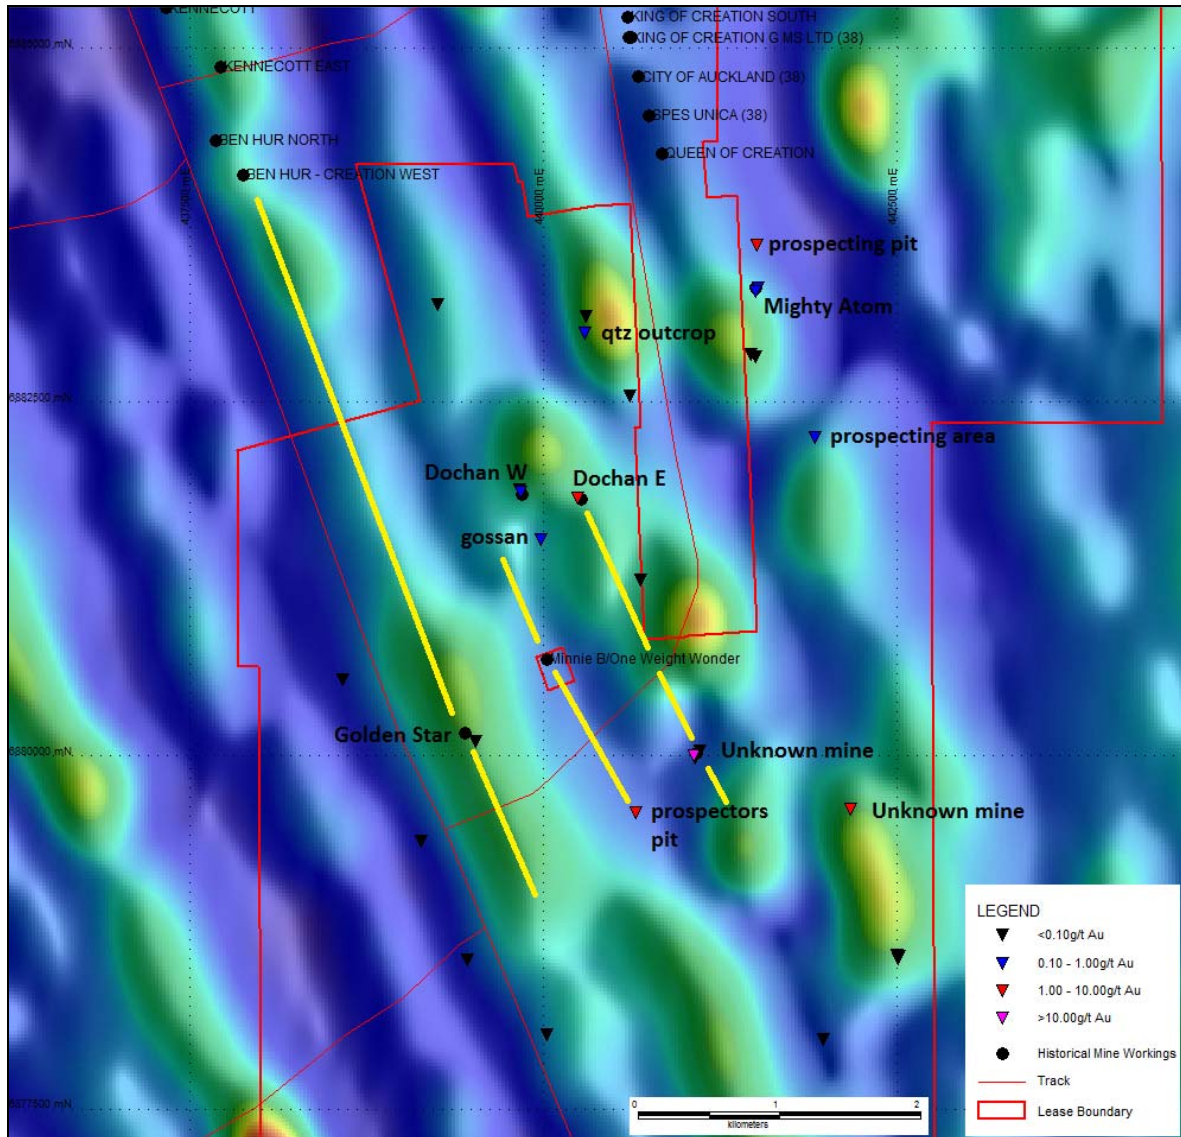 KENNECOTT
KING OF CREATION SOUTH
KING OF CREATION G MS LTD (38)
6885000 mN
KENNECOTT EAST
CITY OF AUCKLAND (38)
SPES UNICA (38)
BEN HUR NORTH
QUEEN OF CREATION
BEN HUR - CREATION WEST
437500 mE
440000 mE
442500 mE
prospecting pit
Mighty Atom
qtz outcrop
6882500 mN
prospecting area
Dochan W
Dochan E
gossan
Minnie B/One Weight Wonder
Golden Star
6880000 mN
Unknown mine
prospectors
pit
Unknown mine
LEGEND
<0.10g/t Au
0.10 - 1.00g/t Au
1.00 - 10.00g/t Au
>10.00g/t Au
Historical Mine Workings
Track
Lease Boundary
6877500 mN
0 1 2
kilometers